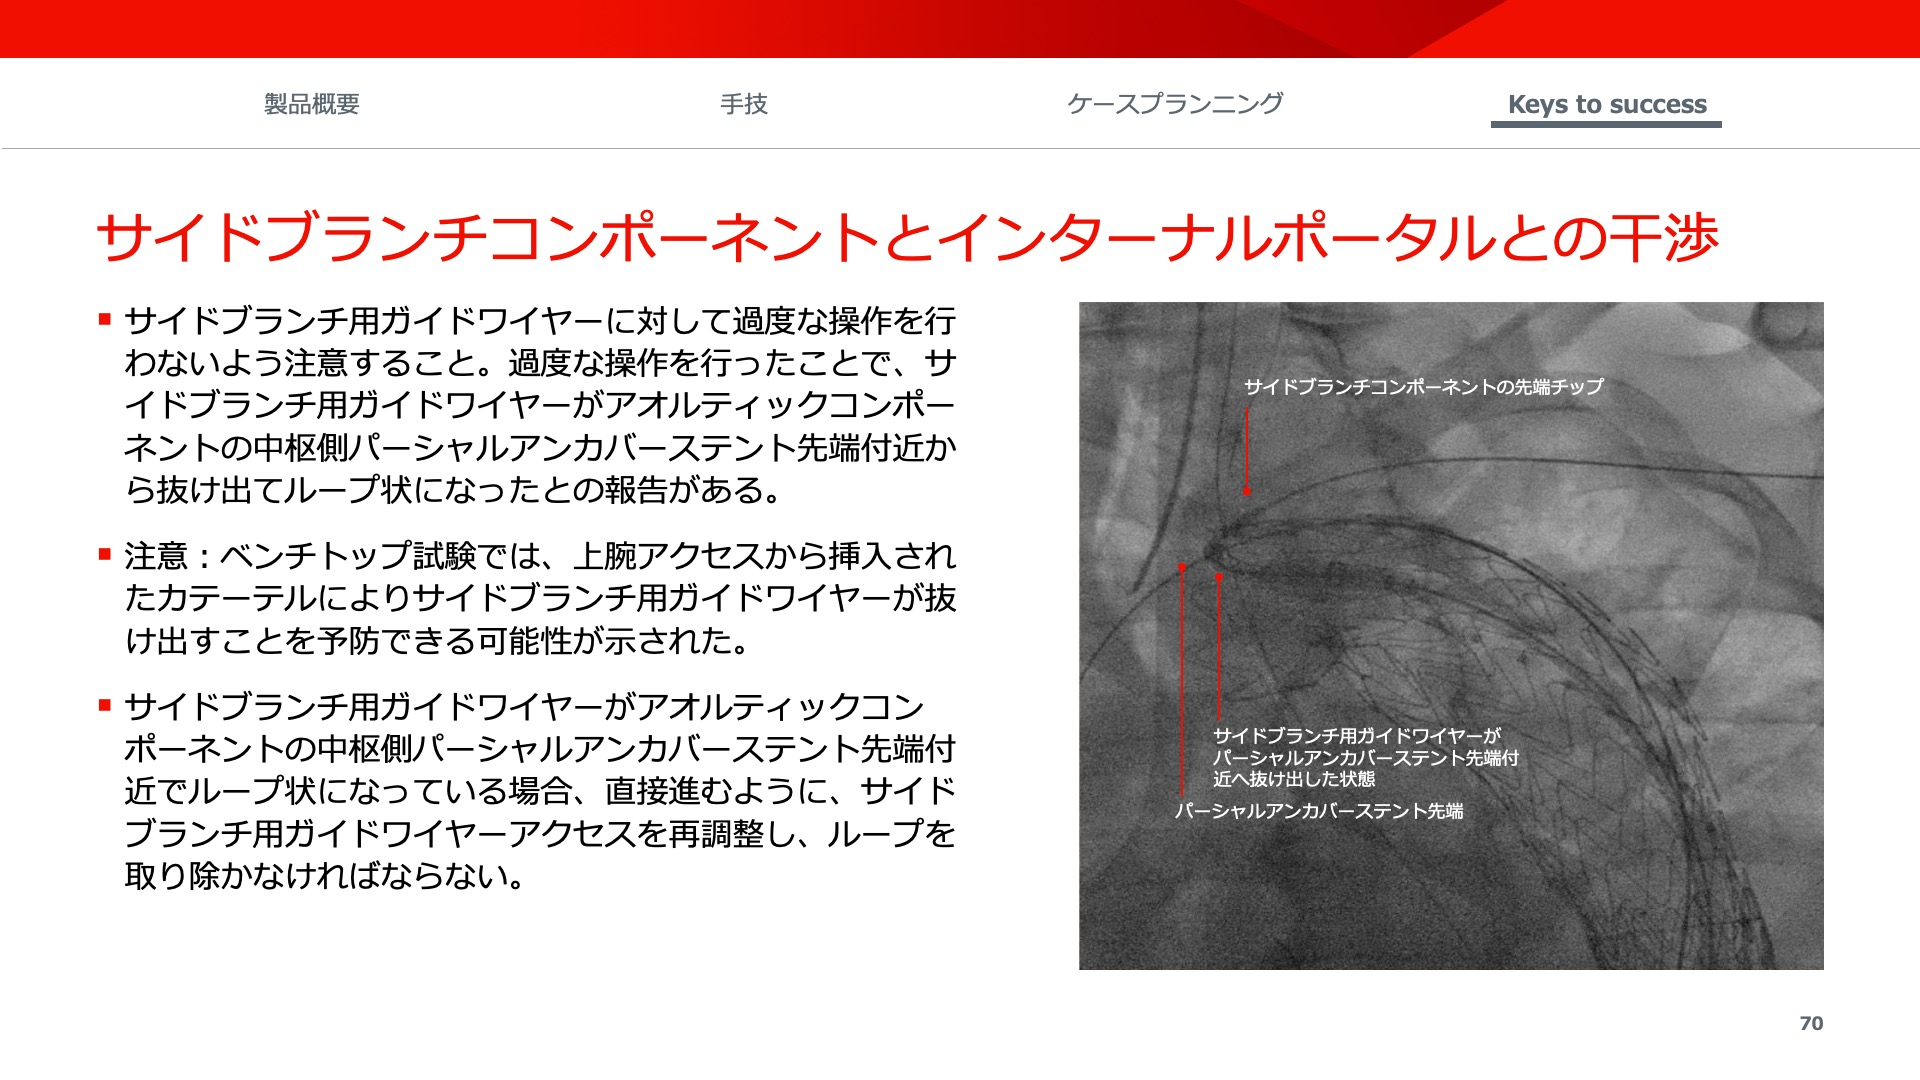 製品概要
手技
ケースプランニング
Keys to success
サイドブランチコンポーネントとインターナルポータルとの干渉
サイドブランチ用ガイドワイヤーに対して過度な操作を行
わないよう注意すること。過度な操作を行ったことで、サ
イドブランチ用ガイドワイヤーがアオルティックコンポー
ネントの中枢側パーシャルアンカバーステント先端付近か
ら抜け出てループ状になったとの報告がある。
注意：ベンチトップ試験では、上腕アクセスから挿入され
たカテーテルによりサイドブランチ用ガイドワイヤーが抜
け出すことを予防できる可能性が示された。
サイドブランチ用ガイドワイヤーがアオルティックコン
ポーネントの中枢側パーシャルアンカバーステント先端付
近でループ状になっている場合、直接進むように、サイド
ブランチ用ガイドワイヤーアクセスを再調整し、ループを
取り除かなければならない。
サイドブランチコンポーネントの先端チップ
サイドブランチ用ガイドワイヤーが
パーシャルアンカバーステント先端付
近へ抜け出した状態
パーシャルアンカバーステント先端
70